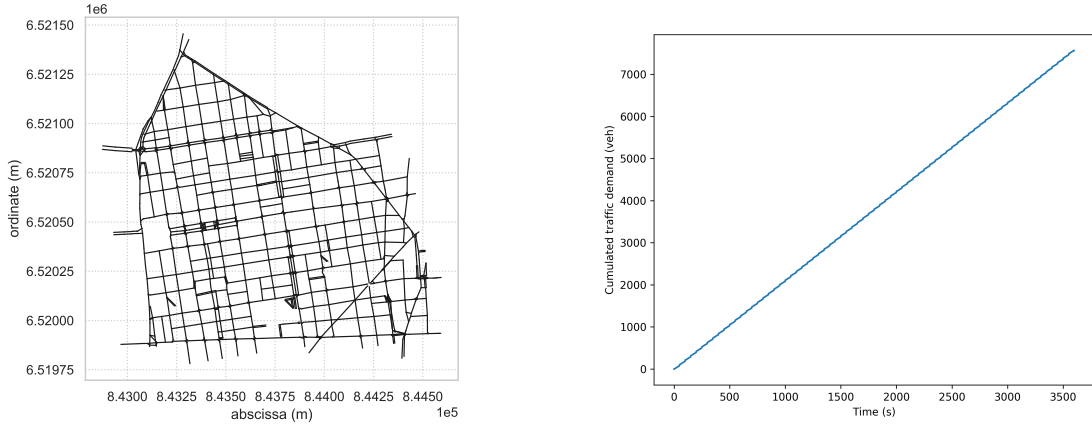 1e6
6.52150
6.52125
6.52100
6.52075
6.52050
6.52025
6.52000
6.51975
ordinate (m)
8.4300 8.4325 8.4350 8.4375 8.4400 8.4425 8.4450
abscissa (m)
1e5
7000
6000
5000
4000
3000
2000
1000
0
Cumulated traffic demand (veh)
0 500 1000 1500 2000 2500 3000 3500
Time (s)